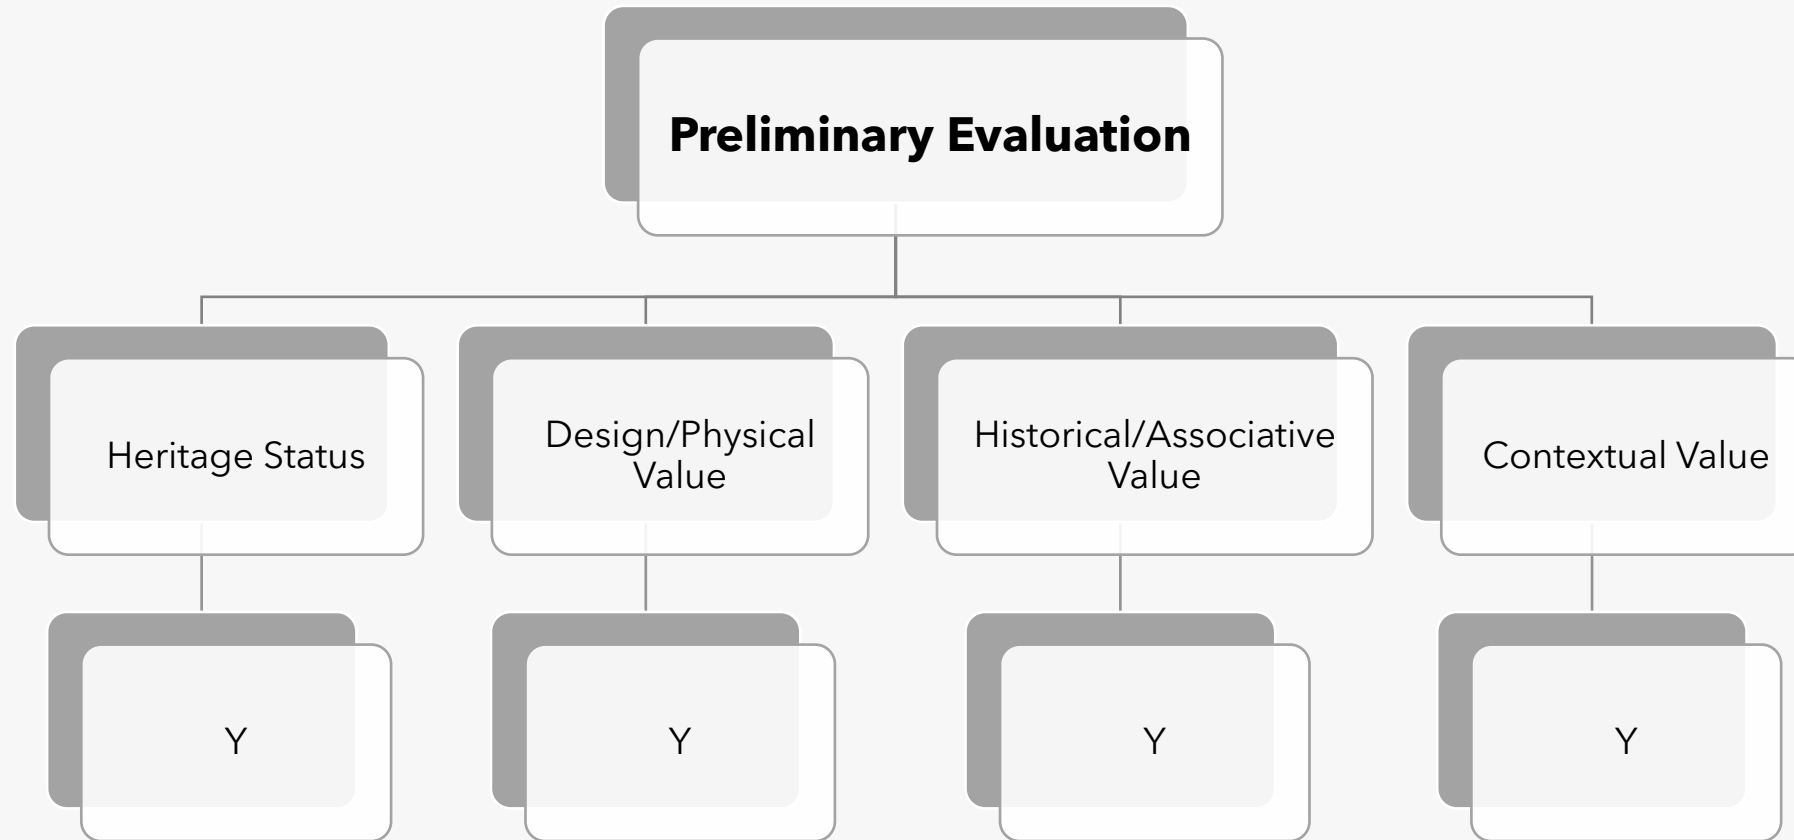 Preliminary Evaluation
Heritage Status
Design/Physical
Value
Historical/Associative
Value
Contextual Value
Y
Y
Y
Y